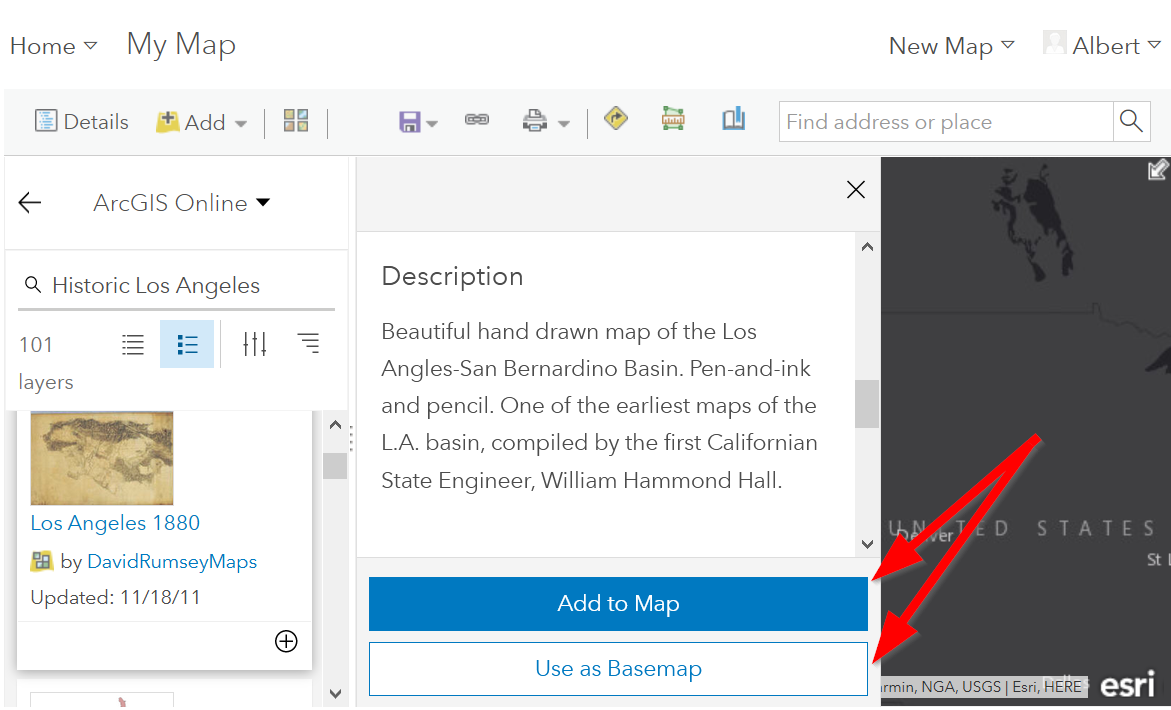 Home My Map New Map Albert
Details Add Find address or place
ArcGIS Online
Historic Los Angeles
101
layers
Los Angeles 1880
by DavidRumseyMaps
Updated: 11/18/11
Description
Beautiful hand drawn map of the Los
Angles-San Bernardino Basin. Pen-and-ink
and pencil. One of the earliest maps of the
L.A. basin, compiled by the first Californian
State Engineer, William Hammond Hall.
Add to Map
Use as Basemap
UNITED STATES
Denver
St L
rmin, NGA, USGS | Esri, HERE
esri